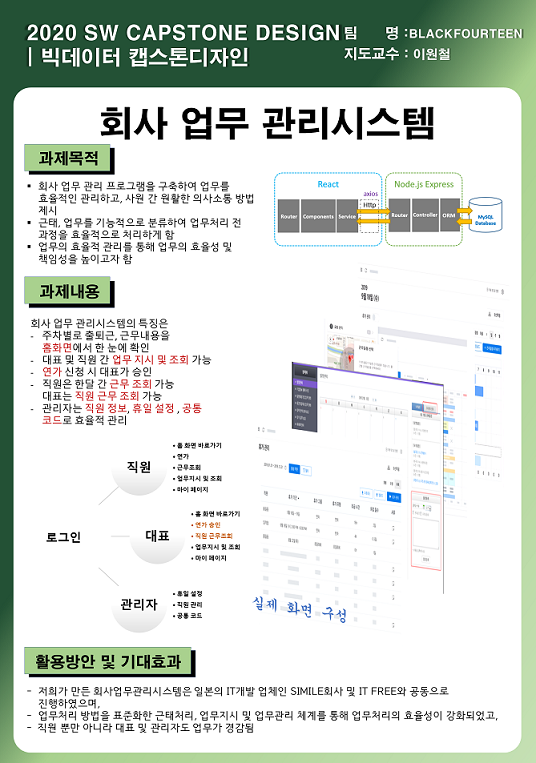 2020 SW CAPSTONE DESIGN
| 빅데이터 캡스톤디자인
팀 명 :BLACKFOURTEEN
지도교수 : 이원철
회사 업무 관리시스템
과제목적
▪ 회사 업무 관리 프로그램을 구축하여 업무를
효율적인 관리하고, 사원 간 원활한 의사소통 방법
제시
▪ 근태, 업무를 기능적으로 분류하여 업무처리 전
과정을 효율적으로 처리하게 함
▪ 업무의 효율적 관리를 통해 업무의 효율성 및
책임성을 높이고자 함
React
Node.js Express
axios
Http
Router
Components
Service
Router
Controller
ORM
MySQL
Database
과제내용
회사 업무 관리시스템의 특징은
- 주차별로 출퇴근, 근무내용을
홈화면에서 한 눈에 확인
- 대표 및 직원 간 업무 지시 및 조회 가능
- 연가 신청 시 대표가 승인
- 직원은 한달 간 근무 조회 가능
대표는 직원 근무 조회 가능
- 관리자는 직원 정보, 휴일 설정 , 공통
코드로 효율적 관리
로그인
직원
• 홈 화면 바로가기
• 연가
• 근무조회
• 업무지시 및 조회
• 마이 페이지
대표
• 홈 화면 바로가기
• 연가 승인
• 직원 근무조회
• 업무지시 및 조회
• 마이 페이지
관리자
• 휴일 설정
• 직원 관리
• 공통 코드
실제 화면 구성
활용방안 및 기대효과
- 저희가 만든 회사업무관리시스템은 일본의 IT개발 업체인 SIMILE회사 및 IT FREE와 공동으로
진행하였으며,
- 업무처리 방법을 표준화한 근태처리, 업무지시 및 업무관리 체계를 통해 업무처리의 효율성이 강화되었고,
- 직원 뿐만 아니라 대표 및 관리자도 업무가 경감됨